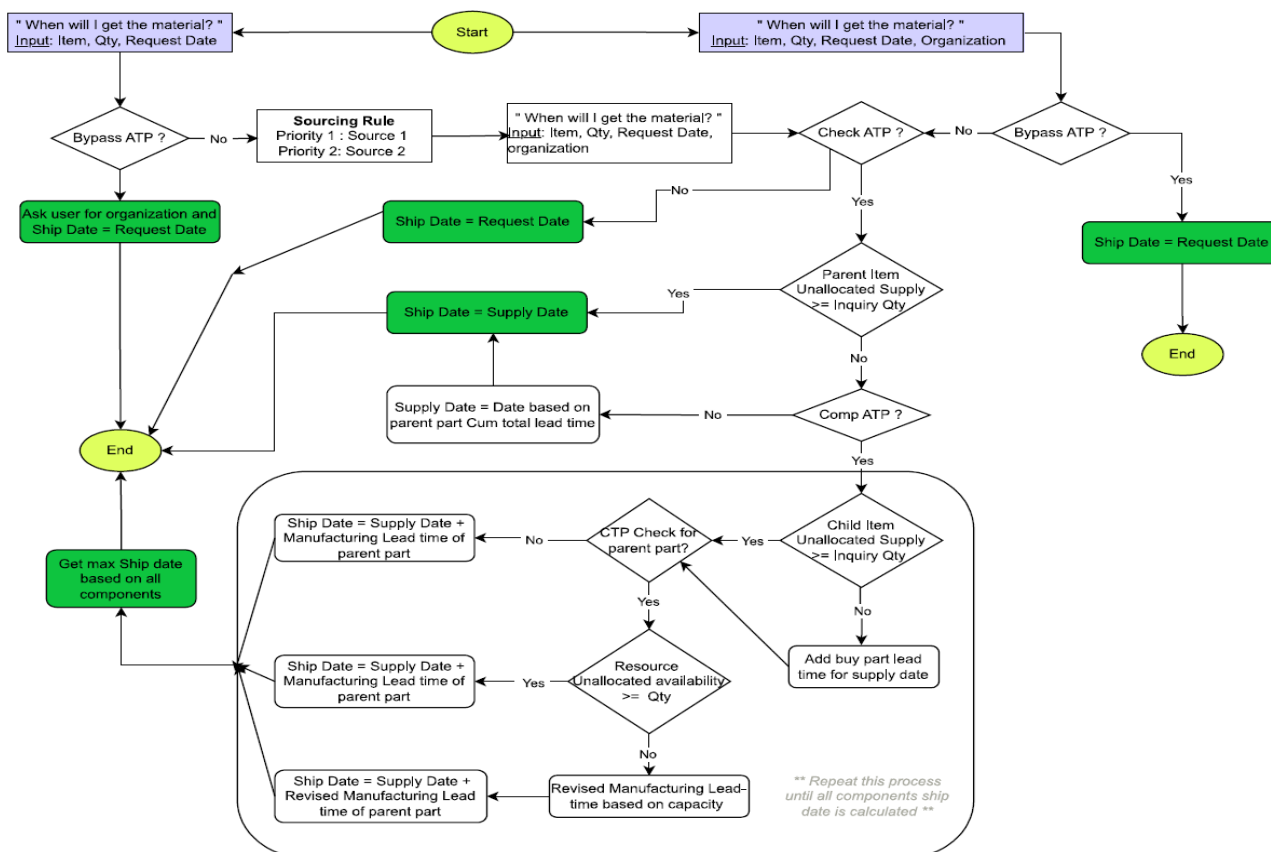 " When will I get the material? "
Input: Item, Qty, Request Date
Start
" When will I get the material? "
Input: Item, Qty, Request Date, Organization
Bypass ATP ?
No
Sourcing Rule
Priority 1 : Source 1
Priority 2: Source 2
" When will I get the material? "
Input: Item, Qty, Request Date,
organization
Check ATP ?
No
Bypass ATP ?
Yes
No
Yes
Ask user for organization and
Ship Date = Request Date
Ship Date = Request Date
Ship Date = Request Date
Parent Item
Unallocated Supply
>= Inquiry Qty
Yes
Ship Date = Supply Date
No
End
Supply Date = Date based on
parent part Cum total lead time
No
Comp ATP ?
End
Yes
Ship Date = Supply Date +
Manufacturing Lead time of
parent part
No
CTP Check for
parent part?
Yes
Child Item
Unallocated Supply
>= Inquiry Qty
Get max Ship date
based on all
components
Yes
No
Add buy part lead
time for supply date
Ship Date = Supply Date +
Manufacturing Lead time of
parent part
Yes
Resource
Unallocated availability
>= Qty
No
Ship Date = Supply Date +
Revised Manufacturing Lead
time of parent part
Revised Manufacturing Lead-
time based on capacity
** Repeat this process
until all components ship
date is calculated **